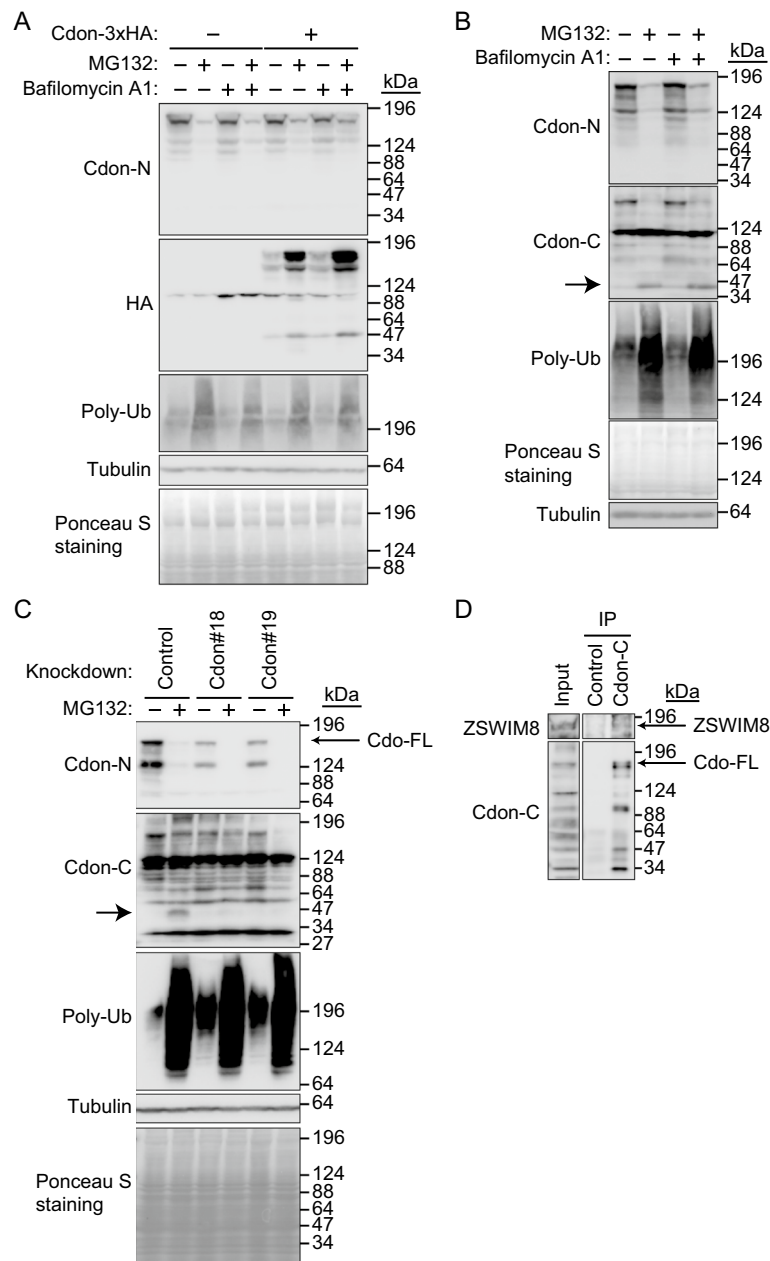 A
Cdon-3xHA: – +
MG132: – + – + – + – +
Bafilomycin A1: – – + + – – + +
kDa
Cdon-N
196
124
88
64
47
34
HA
196
124
88
64
47
34
Poly-Ub
196
Tubulin
64
Ponceau S
staining
196
124
88
B
MG132: – + – +
Bafilomycin A1: – – + +
kDa
Cdon-N
196
124
88
64
47
34
Cdon-C
124
88
64
47
34
Poly-Ub
196
124
Ponceau S
staining
196
124
Tubulin
64
C
Knockdown: Control Cdon#18 Cdon#19
MG132: – + – + – +
kDa
Cdon-N
196
124
88
64
Cdo-FL
Cdon-C
196
124
88
64
47
34
27
Poly-Ub
196
124
64
Tubulin
64
Ponceau S
staining
196
124
88
64
47
34
D
IP
Input Control Cdon-C
kDa
ZSWIM8
196
ZSWIM8
Cdon-C
196
Cdo-FL
124
88
64
47
34